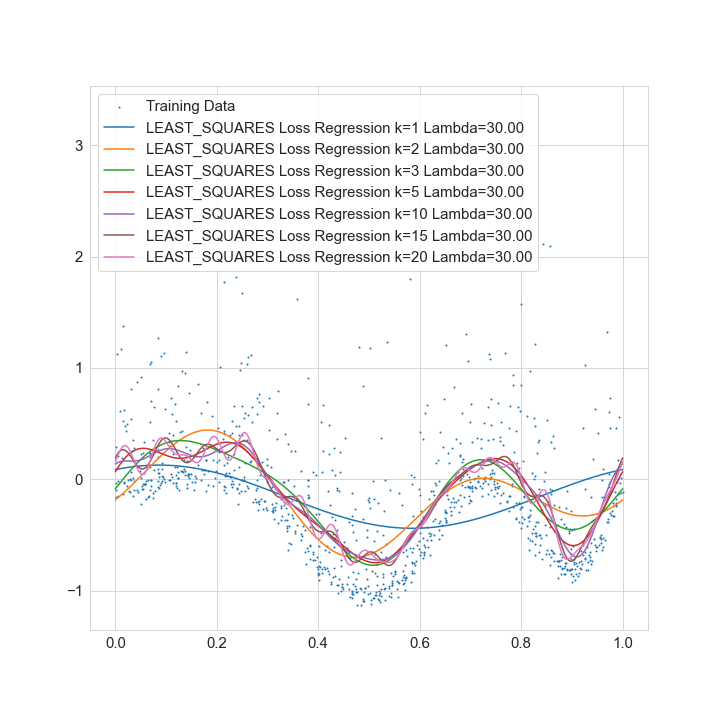 Training Data
LEAST_SQUARES Loss Regression k=1 Lambda=30.00
LEAST_SQUARES Loss Regression k=2 Lambda=30.00
LEAST_SQUARES Loss Regression k=3 Lambda=30.00
LEAST_SQUARES Loss Regression k=5 Lambda=30.00
LEAST_SQUARES Loss Regression k=10 Lambda=30.00
LEAST_SQUARES Loss Regression k=15 Lambda=30.00
LEAST_SQUARES Loss Regression k=20 Lambda=30.00
3
2
1
0
−1
0.0 0.2 0.4 0.6 0.8 1.0